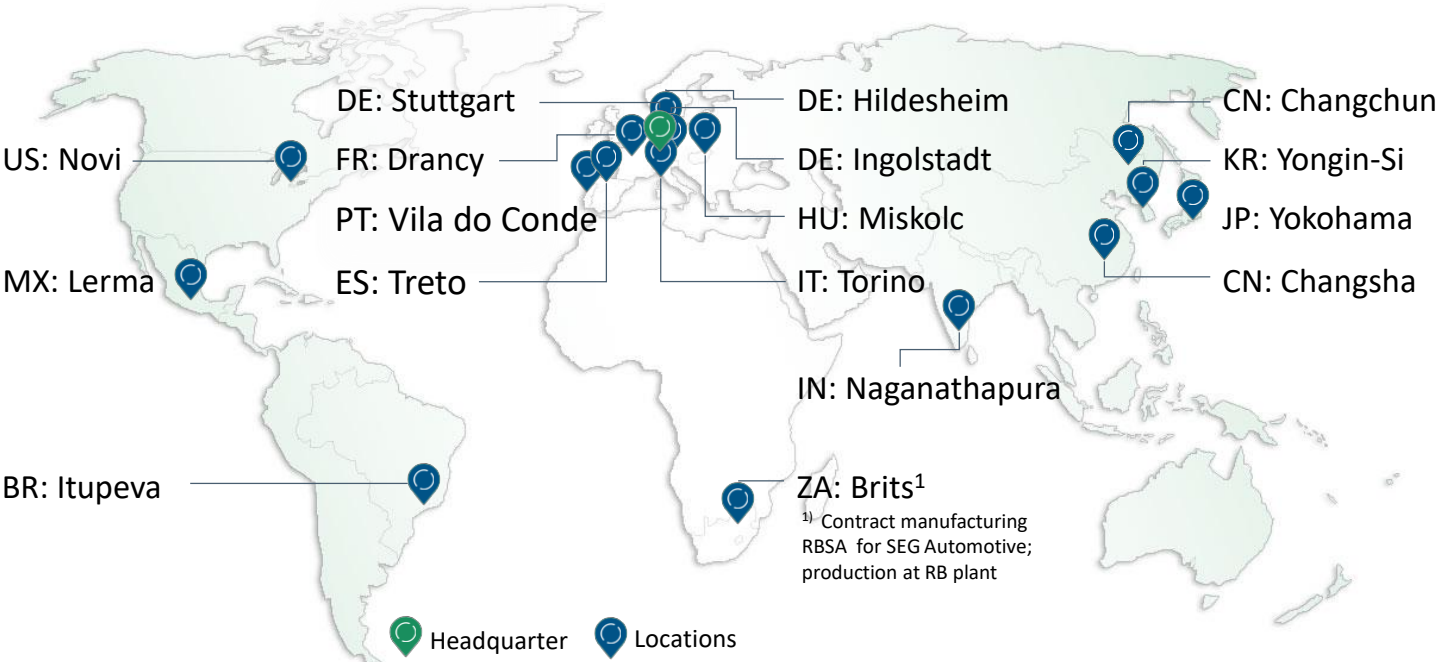 DE: Stuttgart
DE: Hildesheim
CN: Changchun
US: Novi
FR: Drancy
DE: Ingolstadt
KR: Yongin-Si
PT: Vila do Conde
HU: Miskolc
JP: Yokohama
MX: Lerma
ES: Treto
IT: Torino
CN: Changsha
IN: Naganathapura
BR: Itupeva
ZA: Brits¹
¹⁾ Contract manufacturing
RBSA for SEG Automotive;
production at RB plant
Headquarter
Locations